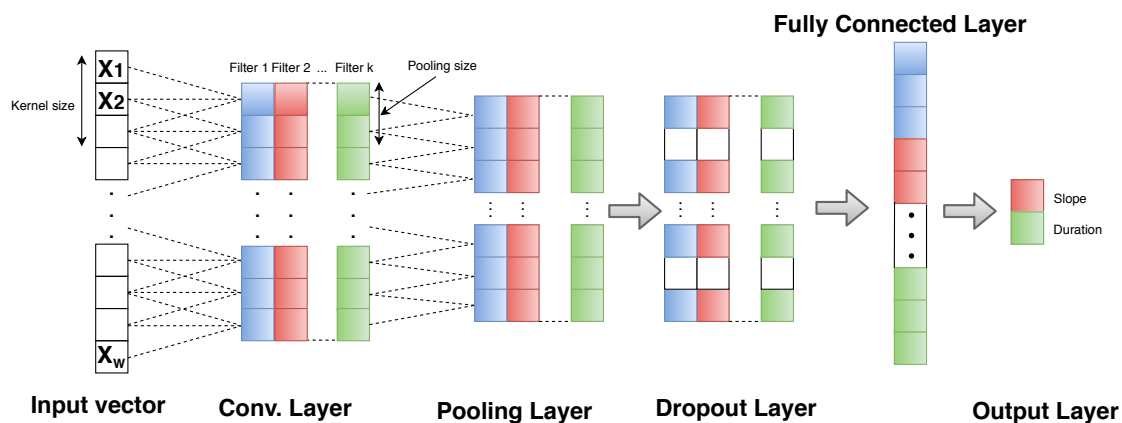 Fully Connected Layer
Filter 1 Filter 2 ... Filter k
Pooling size
Kernel size
X1
X2
Xw
Slope
Duration
Input vector
Conv. Layer
Pooling Layer
Dropout Layer
Output Layer